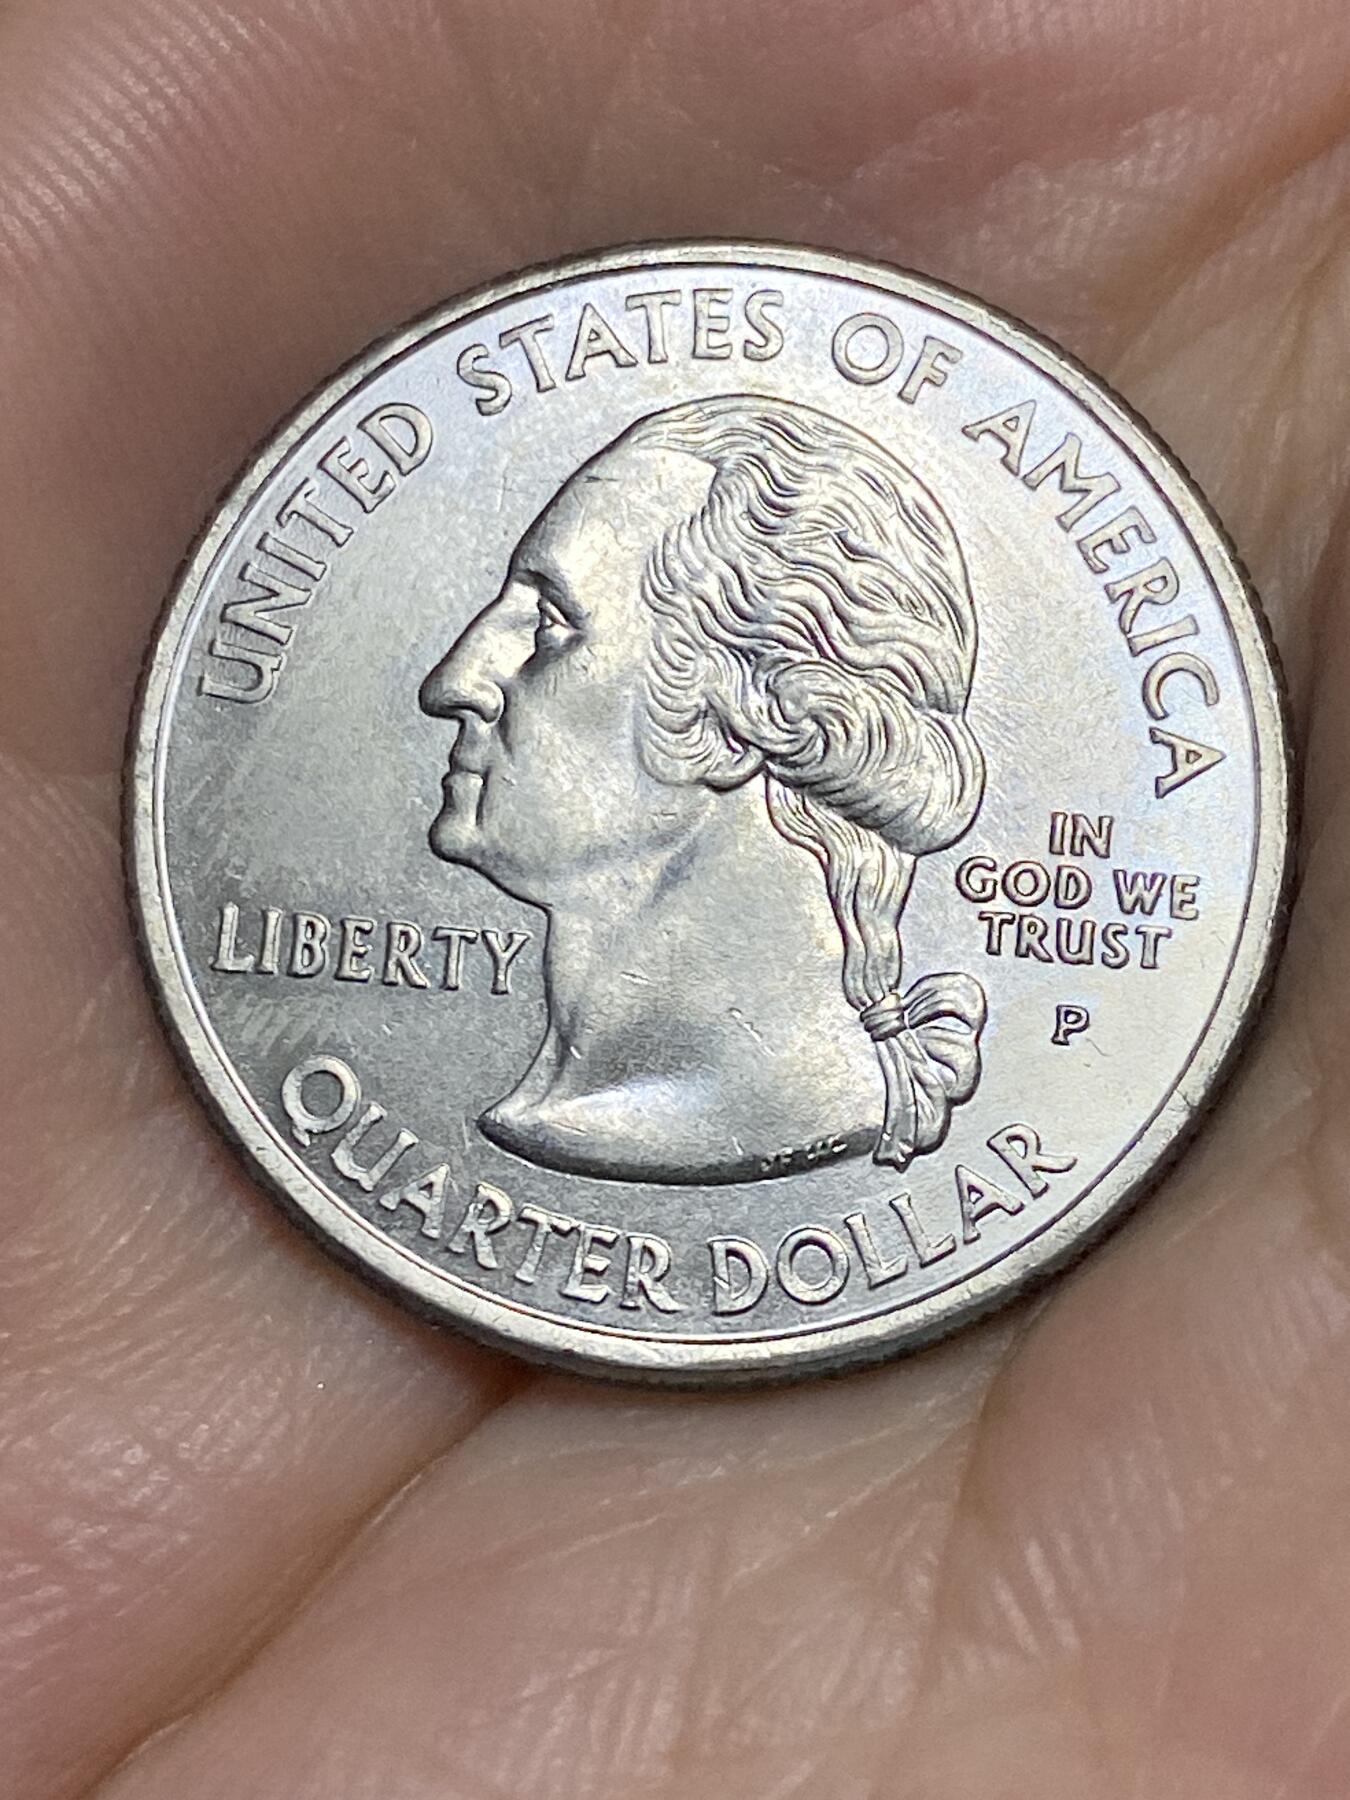 UNITED STATES OF AMERICA
LIBERTY
IN
GOD WE
TRUST
P
QUARTER DOLLAR